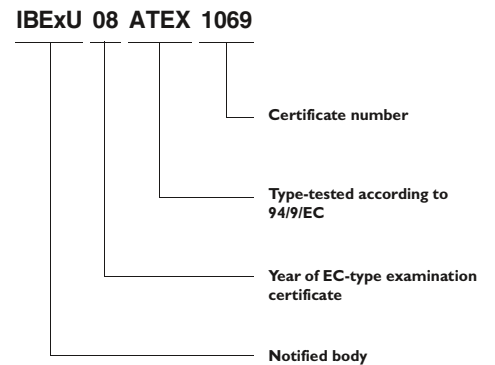 IBExU 08 ATEX 1069
Certificate number
Type-tested according to
94/9/EC
Year of EC-type examination
certificate
Notified body